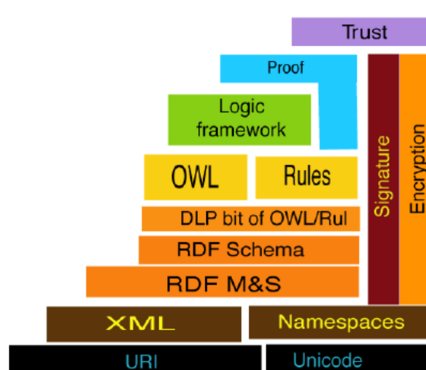 Trust
Proof
Logic
framework
OWL
Rules
DLP bit of OWL/Rul
RDF Schema
RDF M&S
Signature
Encryption
XML
Namespaces
URI
Unicode